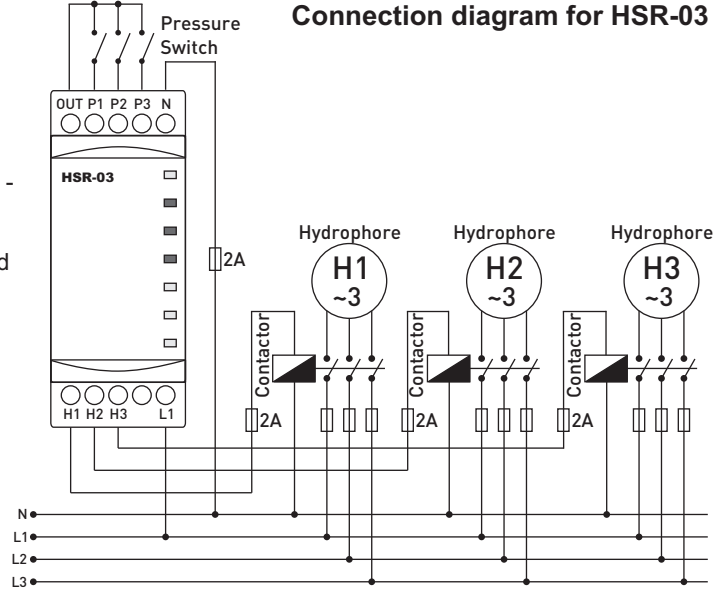 Connection diagram for HSR-03
Pressure
Switch
OUT P1 P2 P3 N
HSR-03
-
d
2A
Hydrophore
H1
~3
Hydrophore
H2
~3
Hydrophore
H3
~3
Contactor
Contactor
Contactor
2A
2A
2A
H1 H2 H3 L1
N
L1
L2
L3